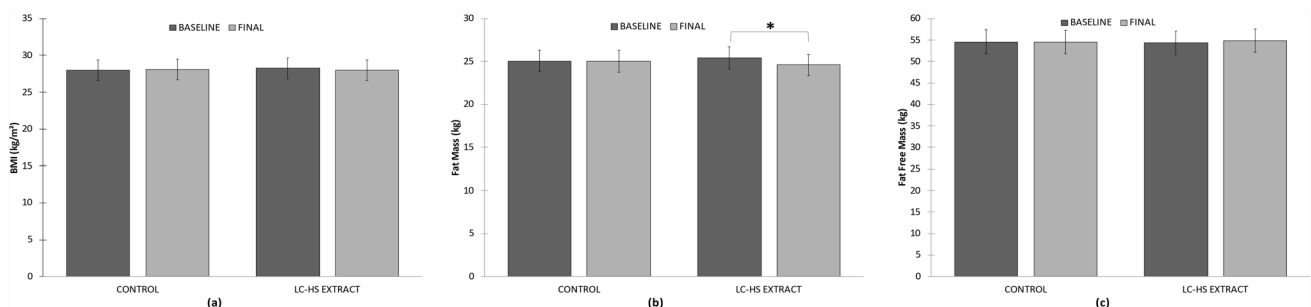 BASELINE FINAL
35
30
25
20
15
10
5
0
BMI (kg/m²)
CONTROL LC-HS EXTRACT
(a)
BASELINE FINAL
*
30
25
20
15
10
5
0
Fat Mass (kg)
CONTROL LC-HS EXTRACT
(b)
BASELINE FINAL
60
55
50
45
40
35
30
25
20
15
10
5
0
Fat Free Mass (kg)
CONTROL LC-HS EXTRACT
(c)